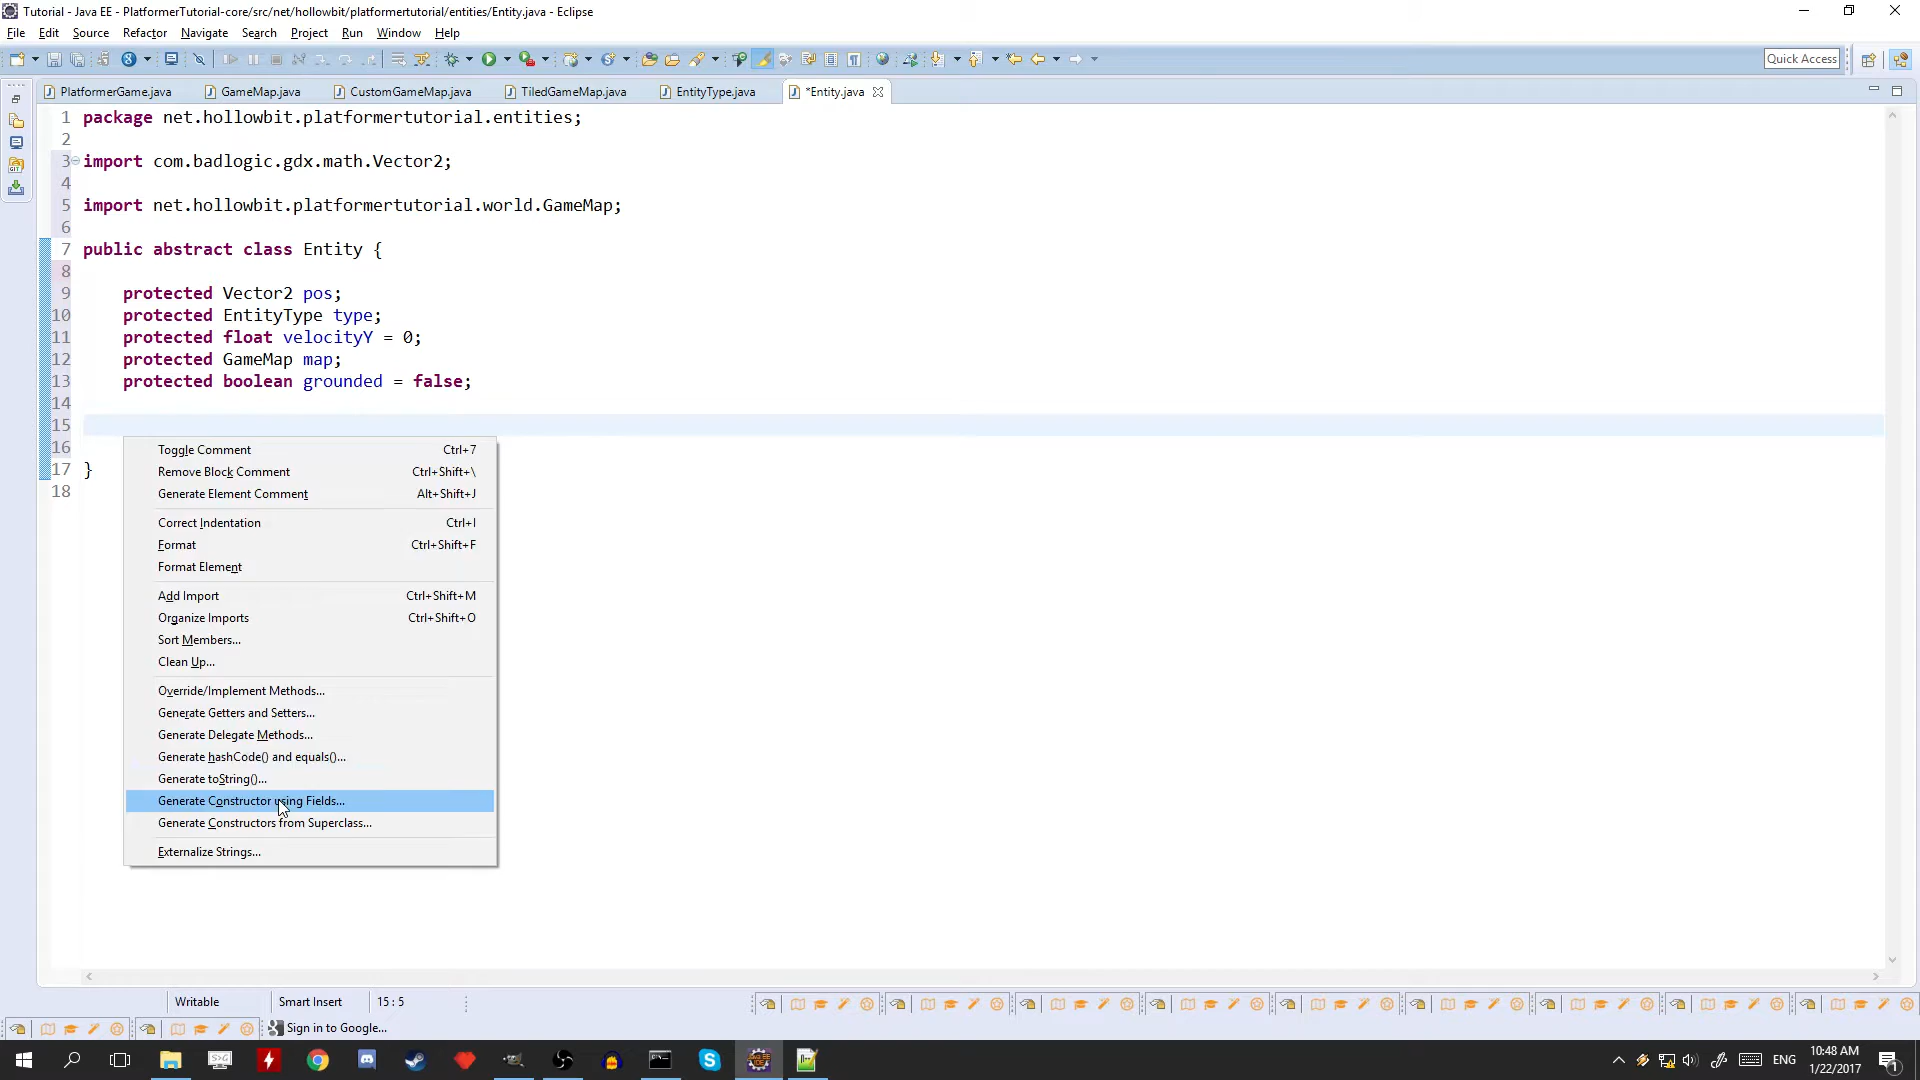 Tutorial - Java EE - PlatformerTutorial-core/src/net/hollowbit/platformertutorial/entities/Entity.java - Eclipse
File Edit Source Refactor Navigate Search Project Run Window Help
Quick Access
PlatformerGame.java GameMap.java CustomGameMap.java TiledGameMap.java EntityType.java *Entity.java
1 package net.hollowbit.platformertutorial.entities;
2
3 import com.badlogic.gdx.math.Vector2;
4
5 import net.hollowbit.platformertutorial.world.GameMap;
6
7 public abstract class Entity {
8
9 protected Vector2 pos;
10 protected EntityType type;
11 protected float velocityY = 0;
12 protected GameMap map;
13 protected boolean grounded = false;
14
15
16
17 }
18
Toggle Comment Ctrl+7
Remove Block Comment Ctrl+Shift+\
Generate Element Comment Alt+Shift+J
Correct Indentation Ctrl+I
Format Ctrl+Shift+F
Format Element
Add Import Ctrl+Shift+M
Organize Imports Ctrl+Shift+O
Sort Members...
Clean Up...
Override/Implement Methods...
Generate Getters and Setters...
Generate Delegate Methods...
Generate hashCode() and equals()...
Generate toString()...
Generate Constructor using Fields...
Generate Constructors from Superclass...
Externalize Strings...
Writable Smart Insert 15 : 5
Sign in to Google...
ENG 10:48 AM
1/22/2017